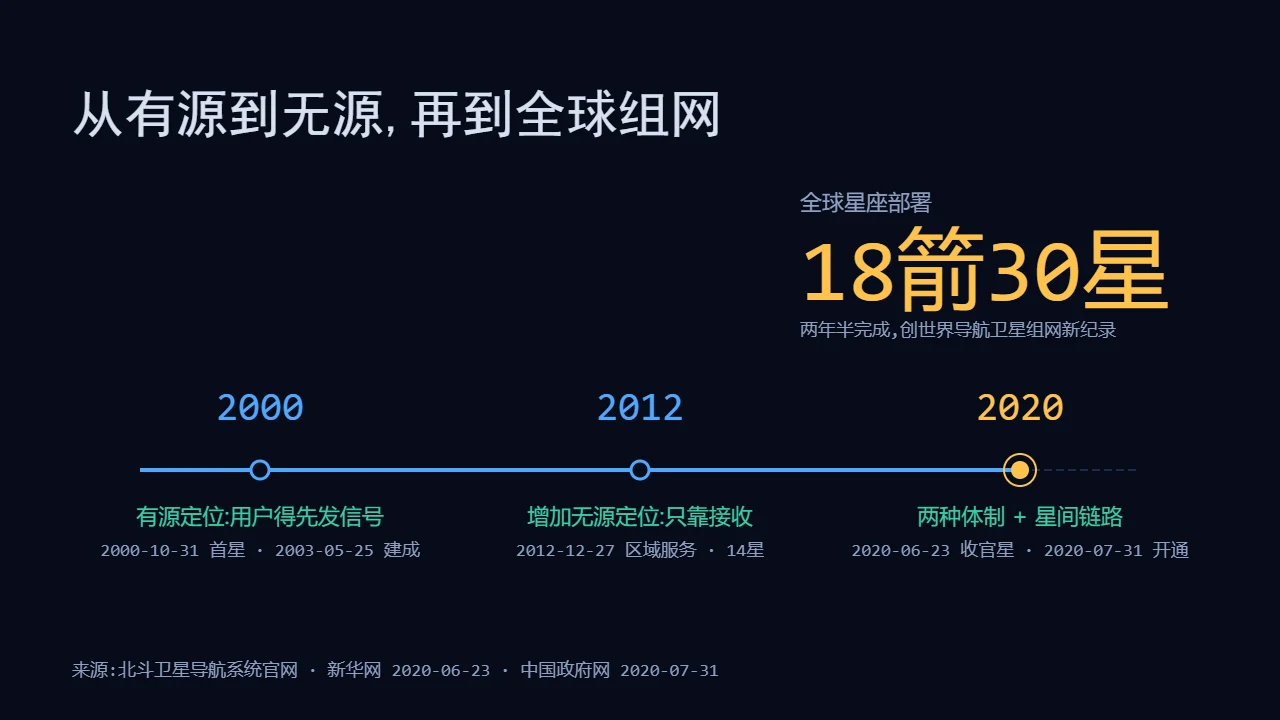 从有源到无源,再到全球组网
全球星座部署
18箭30星
两年半完成,创世界导航卫星组网新纪录
2000
2012
2020
有源定位:用户得先发信号
增加无源定位:只靠接收
两种体制 + 星间链路
2000-10-31 首星 · 2003-05-25 建成
2012-12-27 区域服务 · 14星
2020-06-23 收官星 · 2020-07-31 开通
来源:北斗卫星导航系统官网 · 新华网 2020-06-23 · 中国政府网 2020-07-31